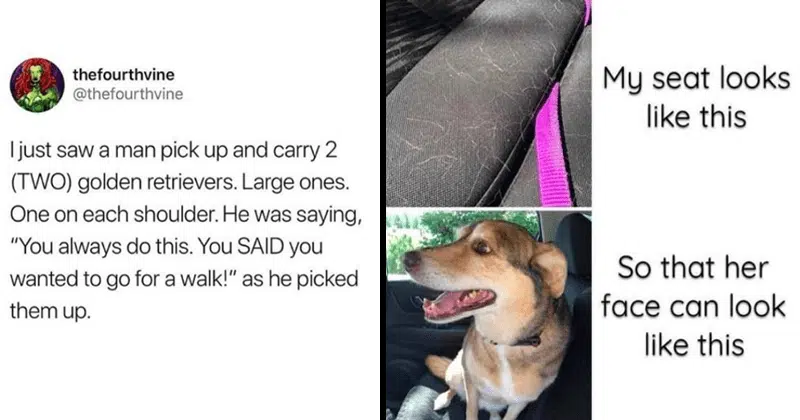 thefourthvine
@thefourthvine
I just saw a man pick up and carry 2
(TWO) golden retrievers. Large ones.
One on each shoulder. He was saying,
"You always do this. You SAID you
wanted to go for a walk!" as he picked
them up.
My seat looks
like this
So that her
face can look
like this